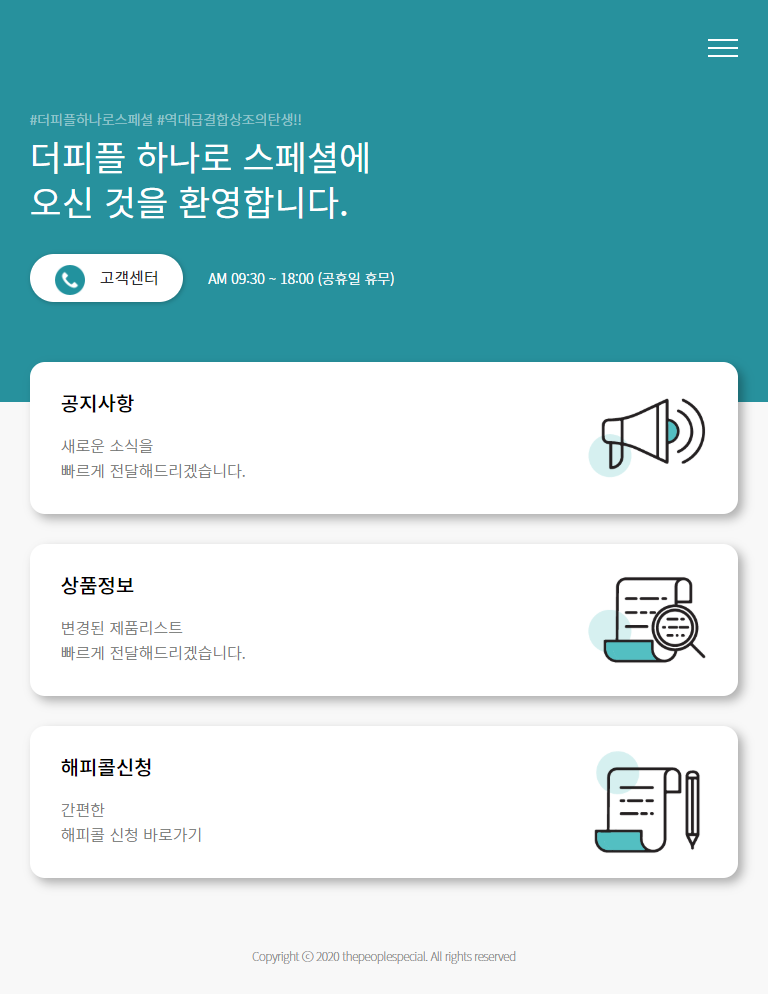 #더피플하나로스페셜 #역대급결합상조의탄생!!
더피플 하나로 스페셜에
오신 것을 환영합니다.
고객센터
AM 09:30 ~ 18:00 (공휴일 휴무)
공지사항
새로운 소식을
빠르게 전달해드리겠습니다.
상품정보
변경된 제품리스트
빠르게 전달해드리겠습니다.
해피콜신청
간편한
해피콜 신청 바로가기
Copyright ⓒ 2020 thepeoplespecial. All rights reserved